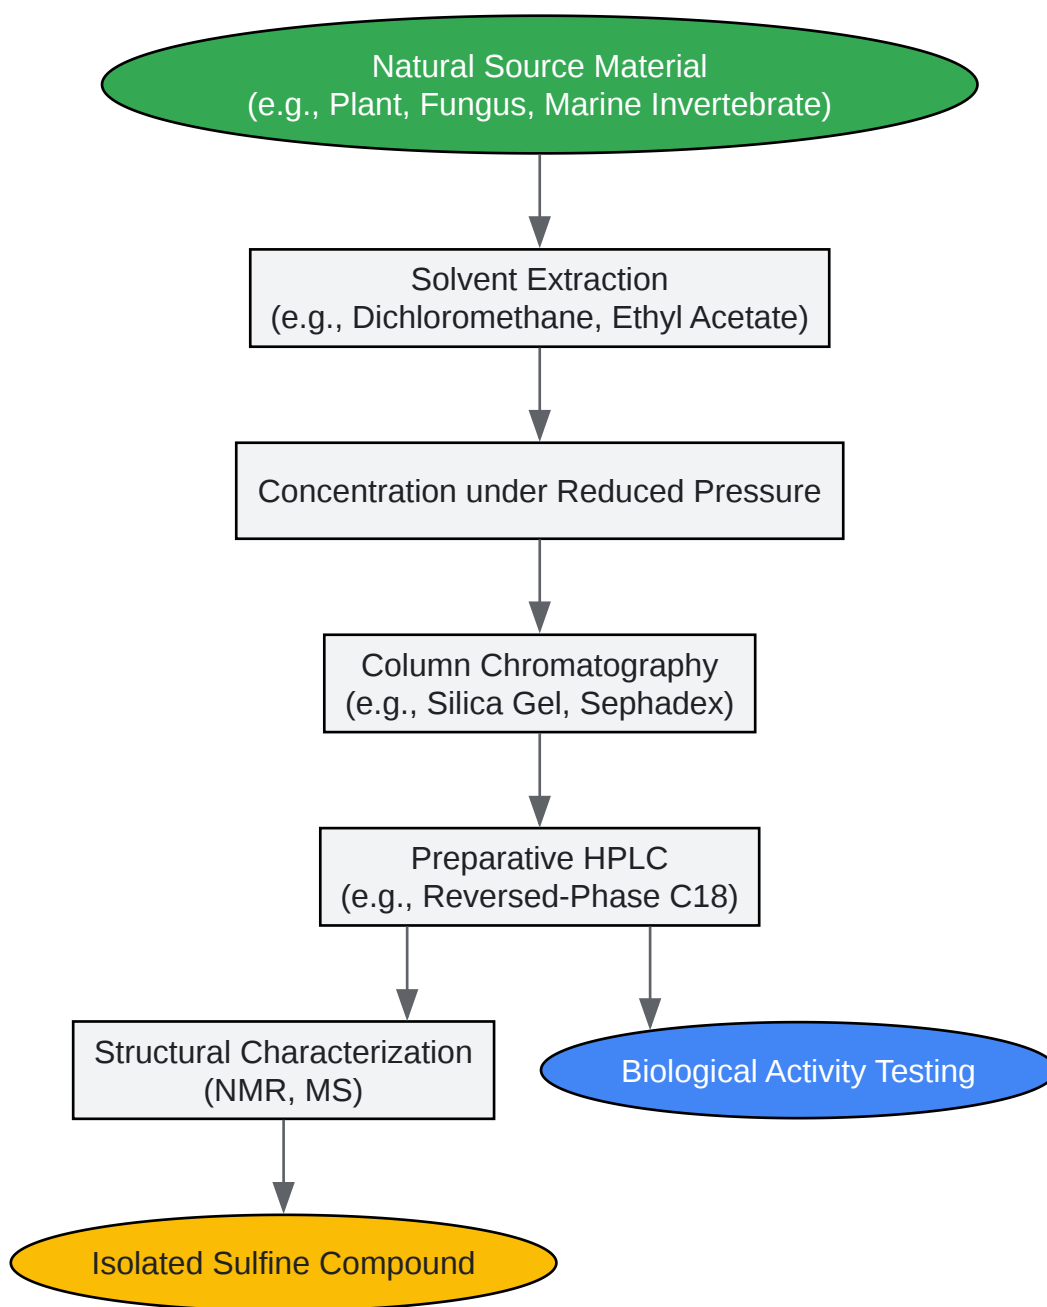 Natural Source Material
(e.g., Plant, Fungus, Marine Invertebrate)
Solvent Extraction
(e.g., Dichloromethane, Ethyl Acetate)
Concentration under Reduced Pressure
Column Chromatography
(e.g., Silica Gel, Sephadex)
Preparative HPLC
(e.g., Reversed-Phase C18)
Structural Characterization
(NMR, MS)
Biological Activity Testing
Isolated Sulfine Compound